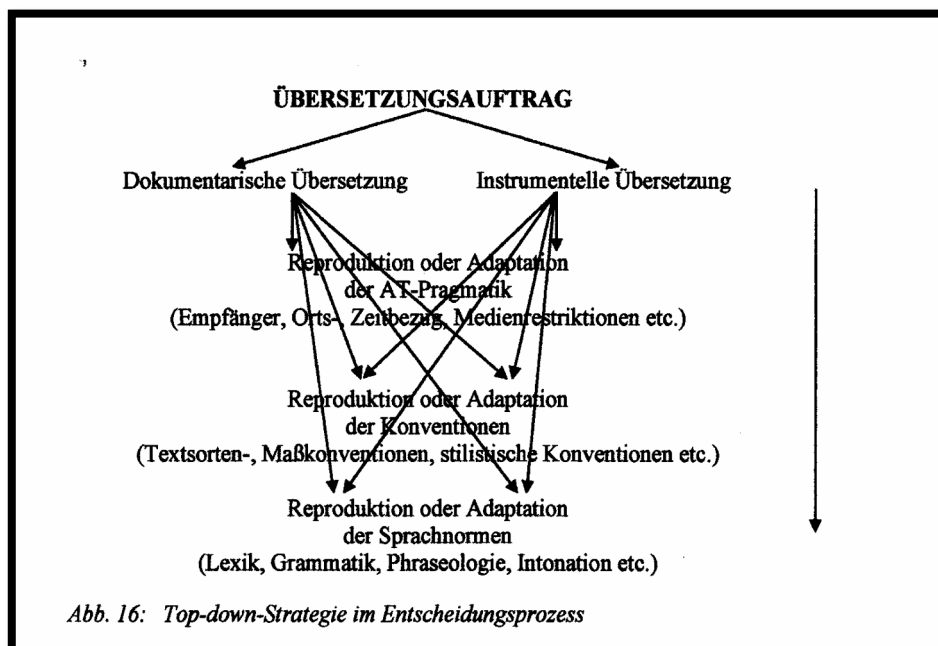 ÜBERSETZUNGSAUFTRAG
Dokumentarische Übersetzung Instrumentelle Übersetzung
Reproduktion oder Adaptation
der AT-Pragmatik
(Empfänger, Orts-, Zeitbezug, Medienrestriktionen etc.)
Reproduktion oder Adaptation
der Konventionen
(Textsorten-, Maßkonventionen, stilistische Konventionen etc.)
Reproduktion oder Adaptation
der Sprachnormen
(Lexik, Grammatik, Phraseologie, Intonation etc.)
Abb. 16: Top-down-Strategie im Entscheidungsprozess